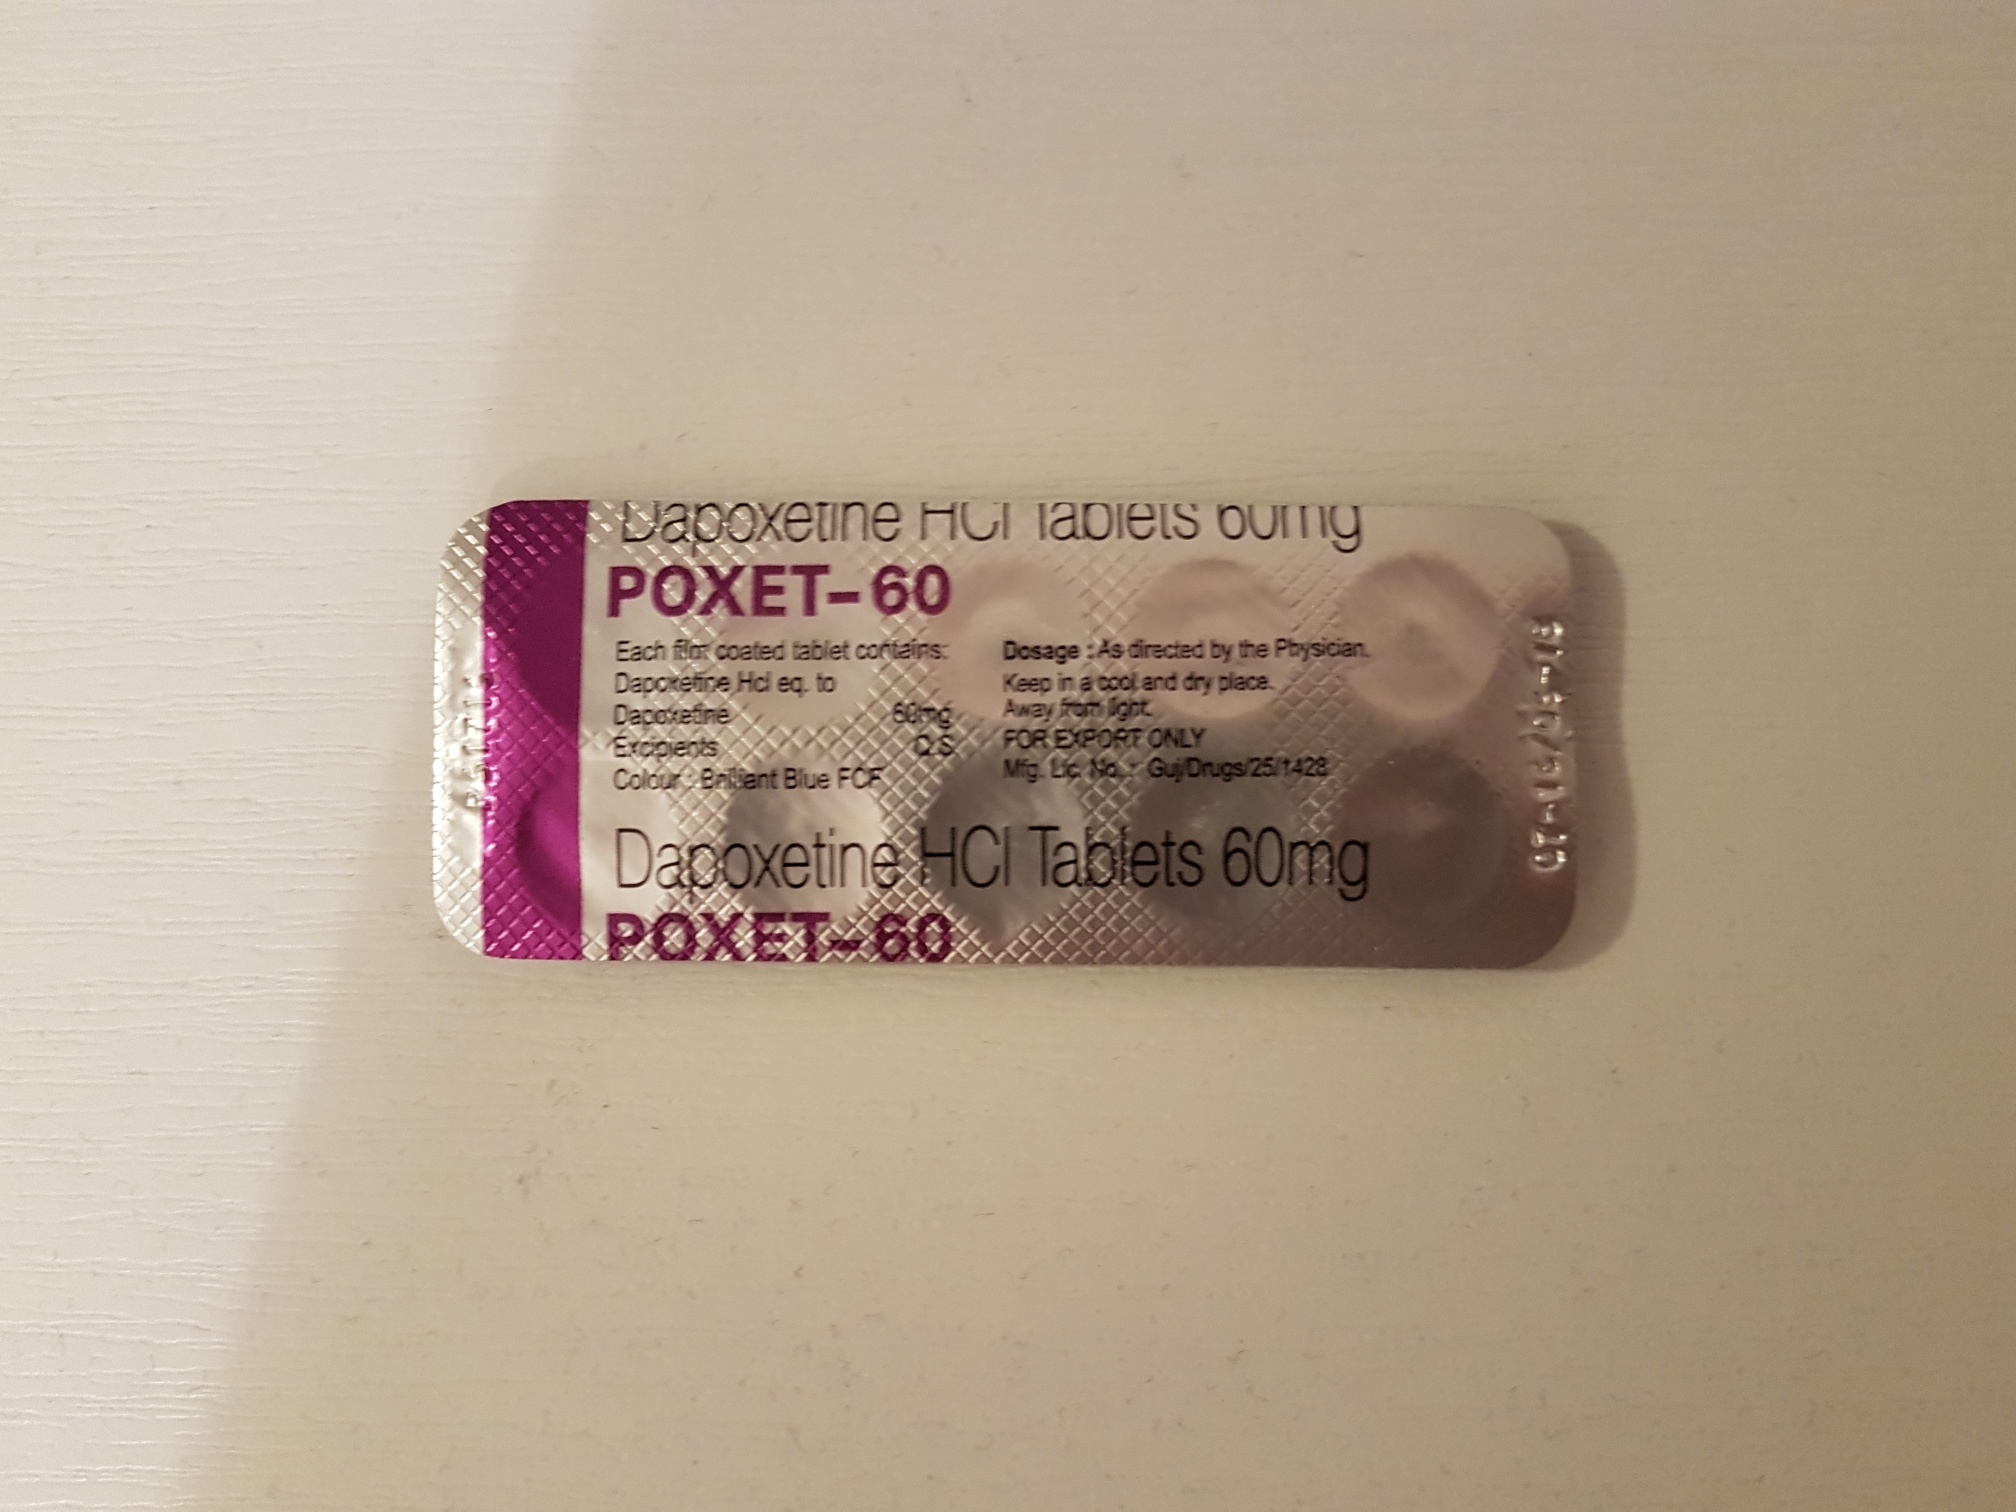 Dapoxetine HCl Tablets 60mg
POXET-60
Each film coated tablet contains:
Dapoxetine Hcl eq. to
Dapoxetine 60mg
Excipients Q.S.
Colour : Brilliant Blue FCF
Dosage : As directed by the Physician.
Keep in a cool and dry place.
Away from light.
FOR EXPORT ONLY
Mfg. Lic. No. : Guj/Drugs/25/1428
Dapoxetine HCl Tablets 60mg
POXET-60